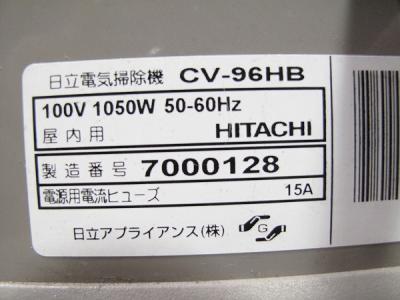 日立電気掃除機 CV-96HB
100V 1050W 50-60Hz
屋内用 HITACHI
製造番号 7000128
電源用電流ヒューズ 15A
日立アプライアンス(株) G